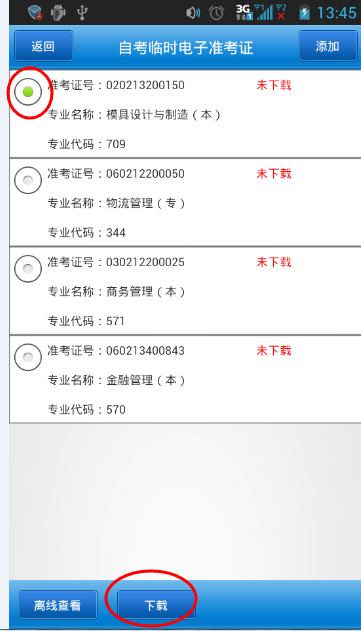 3G 13:45
返回 自考临时电子准考证 添加
准考证号：020213200150 未下载
专业名称：模具设计与制造（本）
专业代码：709
准考证号：060212200050 未下载
专业名称：物流管理（专）
专业代码：344
准考证号：030212200025 未下载
专业名称：商务管理（本）
专业代码：571
准考证号：060213400843 未下载
专业名称：金融管理（本）
专业代码：570
离线查看 下载